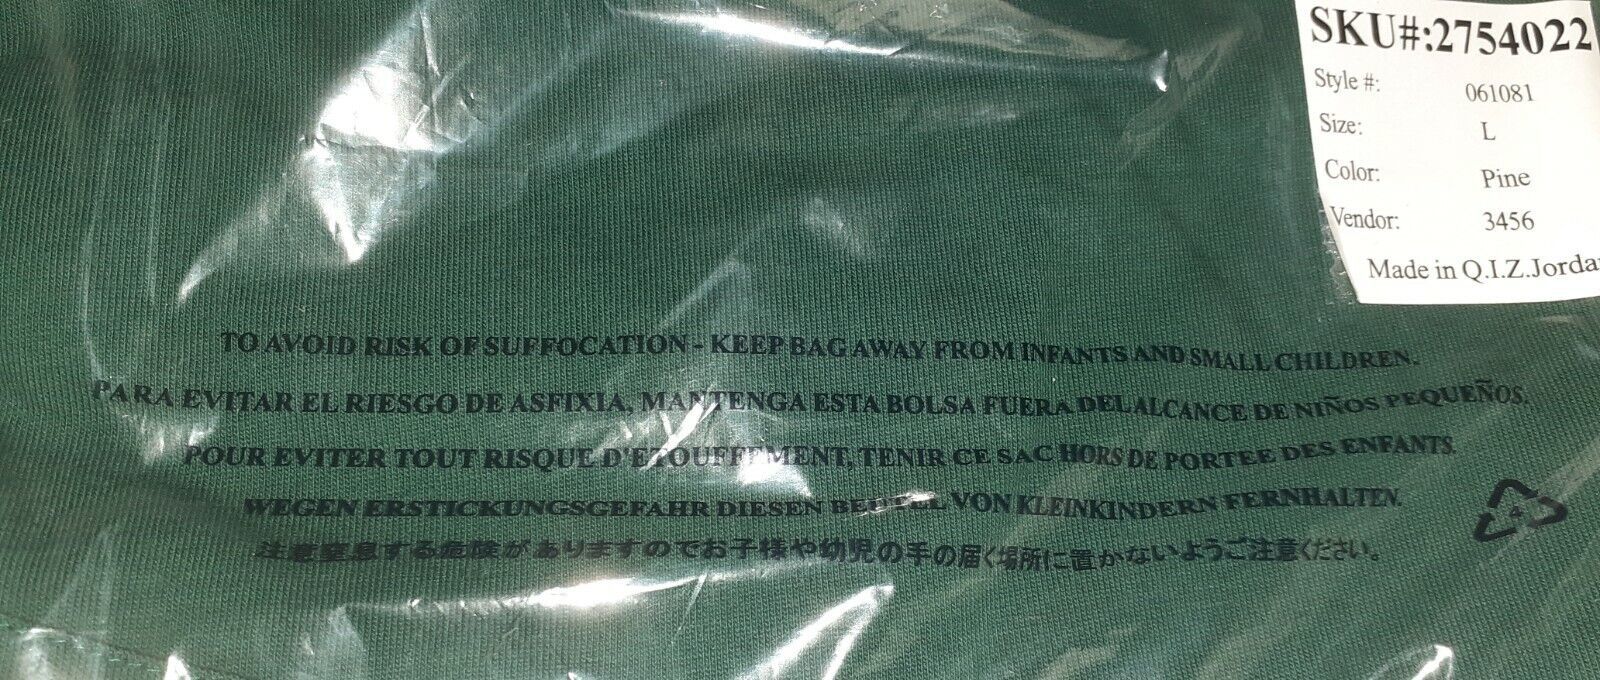 SKU#:2754022
Style #: 061081
Size: L
Color: Pine
Vendor: 3456
Made in Q.I.Z.Jorda
TO AVOID RISK OF SUFFOCATION - KEEP BAG AWAY FROM INFANTS AND SMALL CHILDREN.
PARA EVITAR EL RIESGO DE ASFIXIA, MANTENGA ESTA BOLSA FUERA DEL ALCANCE DE NIÑOS PEQUEÑOS.
POUR EVITER TOUT RISQUE D'ETOUFFEMENT, TENIR CE SAC HORS DE PORTEE DES ENFANTS.
WEGEN ERSTICKUNGSGEFAHR DIESEN BEUTEL VON KLEINKINDERN FERNHALTEN.
注意窒息する危険がありますのでお子様や幼児の手の届く場所に置かないようご注意ください。
4